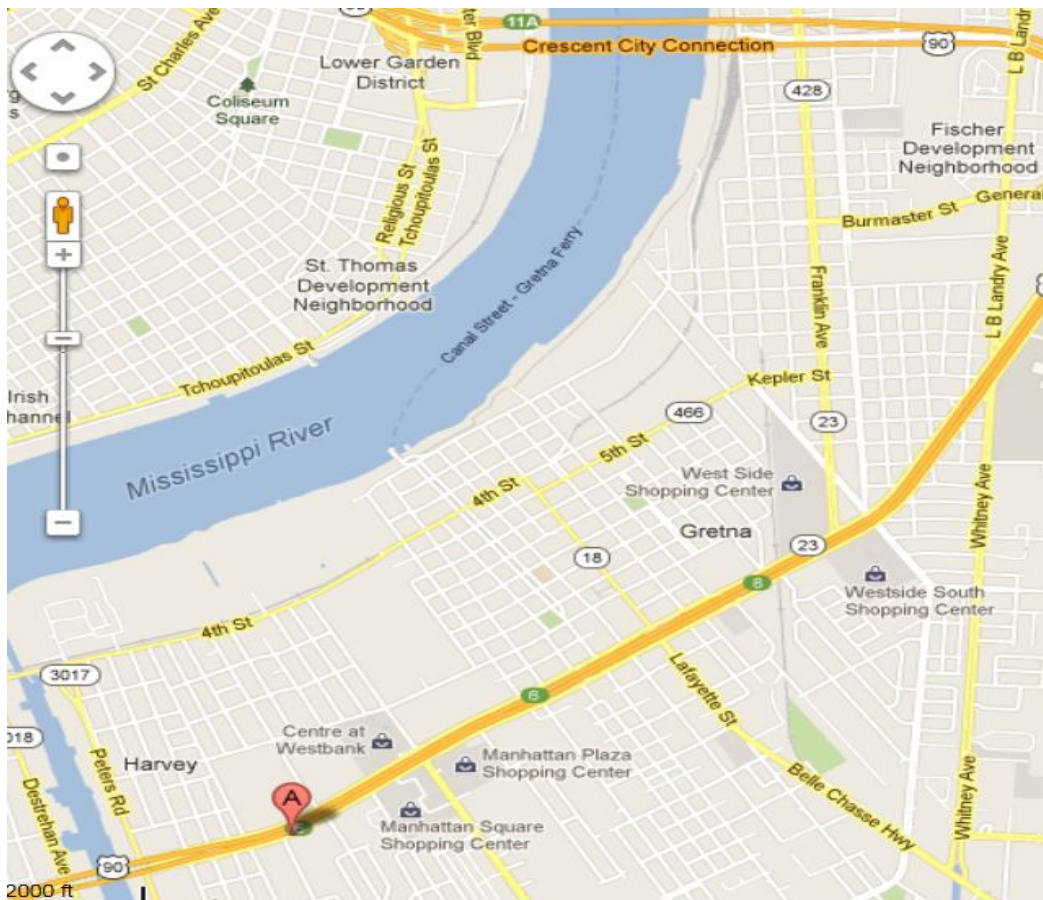 11A
Crescent City Connection
90
St Charles Ave
Lower Garden
District
Coliseum
Square
428
L B Landry
Fischer
Development
Neighborhood
Burmaster St
General
Religious St
Tchoupitoulas St
Canal Street - Gretna Ferry
St. Thomas
Development
Neighborhood
Franklin Ave
L B Landry Ave
Tchoupitoulas St
Kepler St
Irish
hannel
466
23
Mississippi River
5th St
West Side
Shopping Center
4th St
Whitney Ave
Gretna
23
18
8
Westside South
Shopping Center
4th St
3017
Lafayette St
6
Centre at
Westbank
018
Manhattan Plaza
Shopping Center
Harvey
Peters Rd
Belle Chasse Hwy
Whitney Ave
A
Destrehan Ave
Manhattan Square
Shopping Center
90
2000 ft